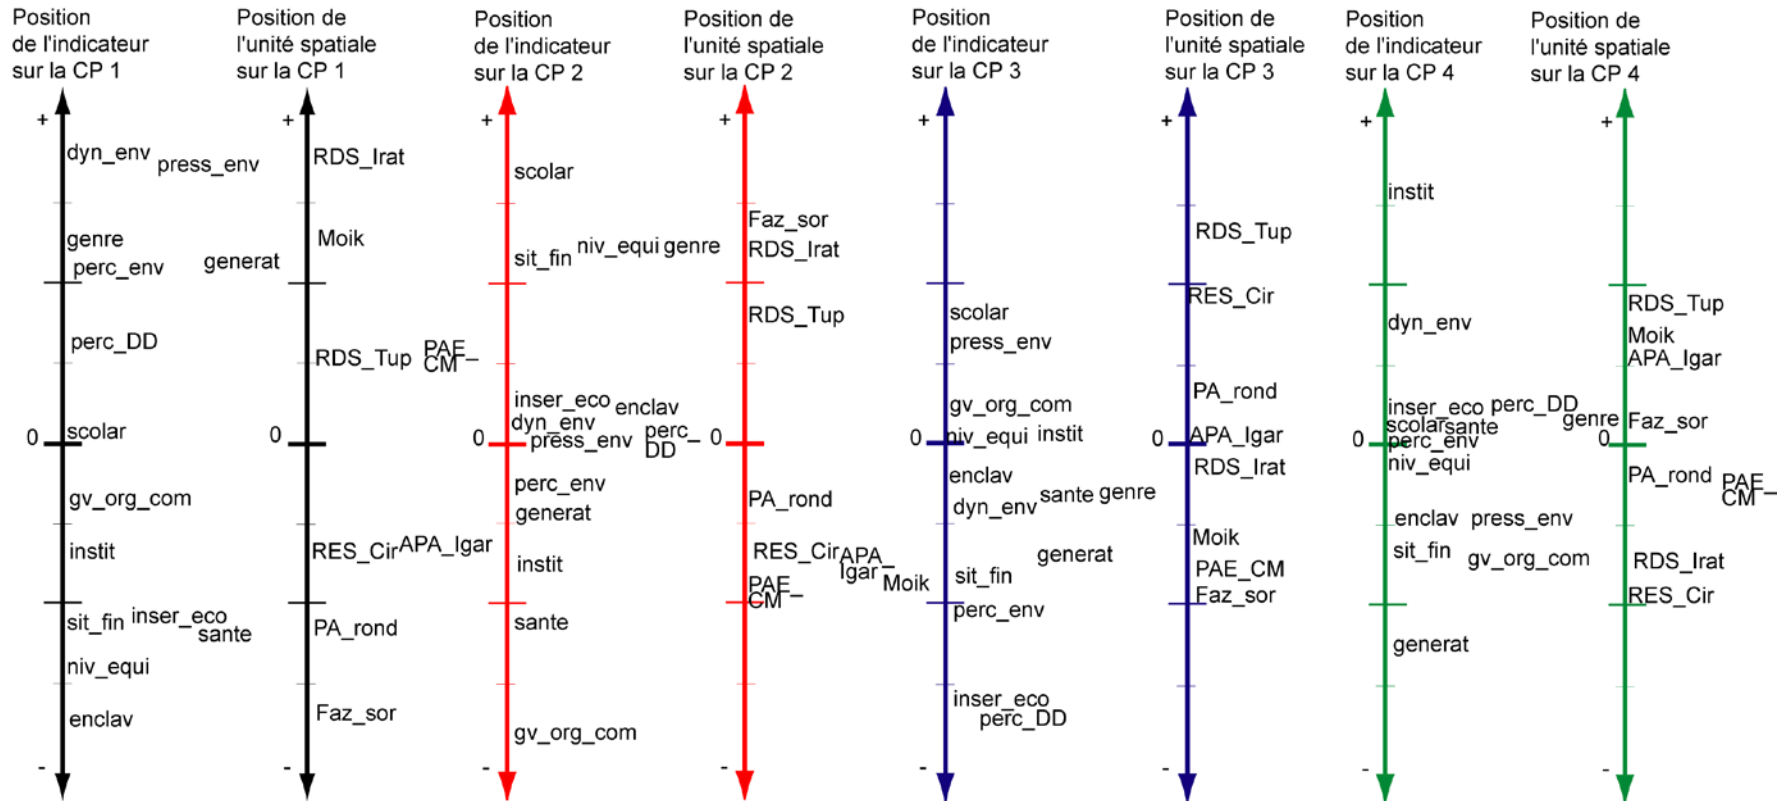 Position
de l'indicateur
sur la CP 1
+
dyn_env
press_env
genre
perc_env
generat
perc_DD
0
scolar
gv_org_com
instit
sit_fin
inser_eco
sante
niv_equi
enclav
-
Position de
l'unité spatiale
sur la CP 1
+
RDS_Irat
Moik
RDS_Tup
PAE_
CM
0
RES_Cir
APA_Igar
PA_rond
Faz_sor
-
Position
de l'indicateur
sur la CP 2
+
scolar
sit_fin
niv_equi
genre
inser_eco
enclav
dyn_env
0
press_env
perc_
DD
perc_env
generat
instit
sante
gv_org_com
-
Position de
l'unité spatiale
sur la CP 2
+
Faz_sor
RDS_Irat
RDS_Tup
0
PA_rond
RES_Cir
APA_
Igar
Moik
PAE_
CM
-
Position
de l'indicateur
sur la CP 3
+
scolar
press_env
gv_org_com
0
niv_equi
instit
enclav
dyn_env
sante
genre
generat
sit_fin
perc_env
inser_eco
perc_DD
-
Position de
l'unité spatiale
sur la CP 3
+
RDS_Tup
RES_Cir
PA_rond
0
APA_Igar
RDS_Irat
Moik
PAE_CM
Faz_sor
-
Position
de l'indicateur
sur la CP 4
+
instit
dyn_env
inser_eco
perc_DD
genre
scolar
sante
0
perc_env
niv_equi
enclav
press_env
sit_fin
gv_org_com
generat
-
Position de
l'unité spatiale
sur la CP 4
+
RDS_Tup
Moik
APA_Igar
Faz_sor
0
PA_rond
PAE_
CM
RDS_Irat
RES_Cir
-